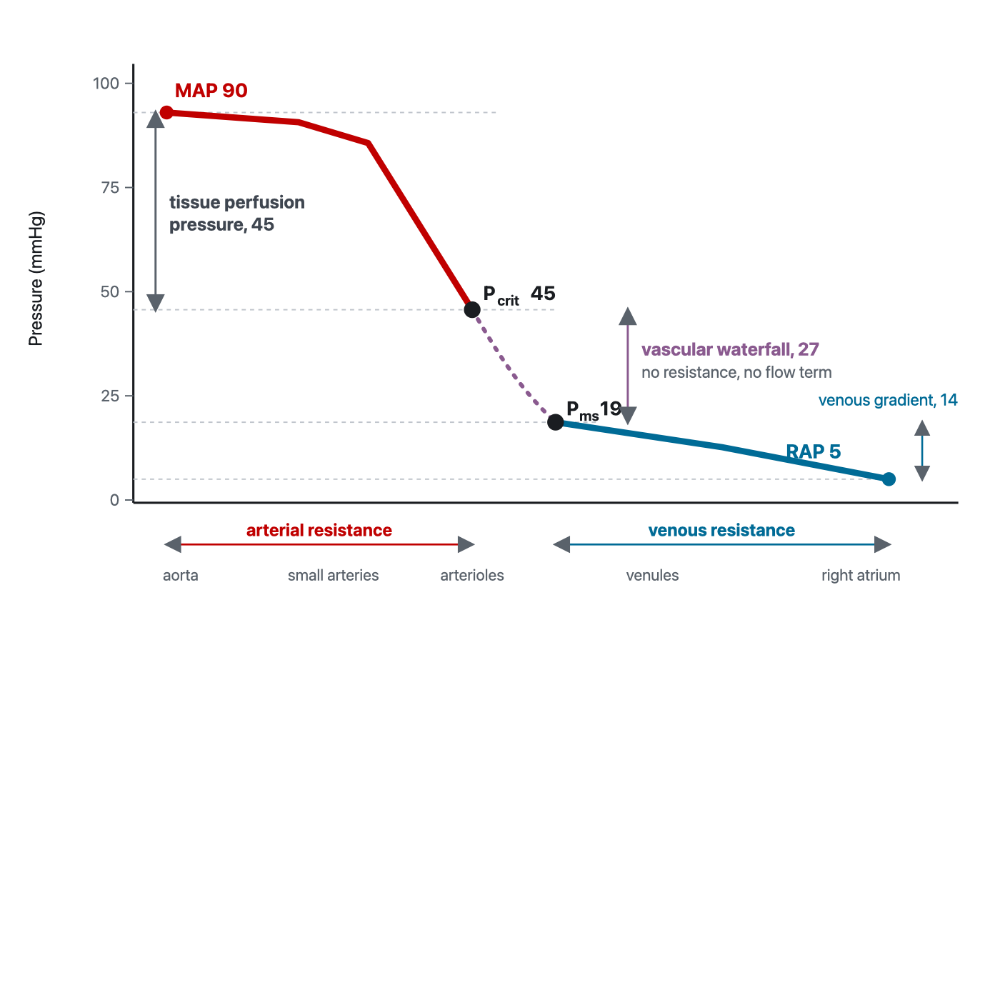 100
MAP 90
75
tissue perfusion
pressure, 45
Pressure (mmHg)
50
Pcrit 45
vascular waterfall, 27
no resistance, no flow term
25
venous gradient, 14
Pms19
RAP 5
0
arterial resistance
venous resistance
aorta
small arteries
arterioles
venules
right atrium